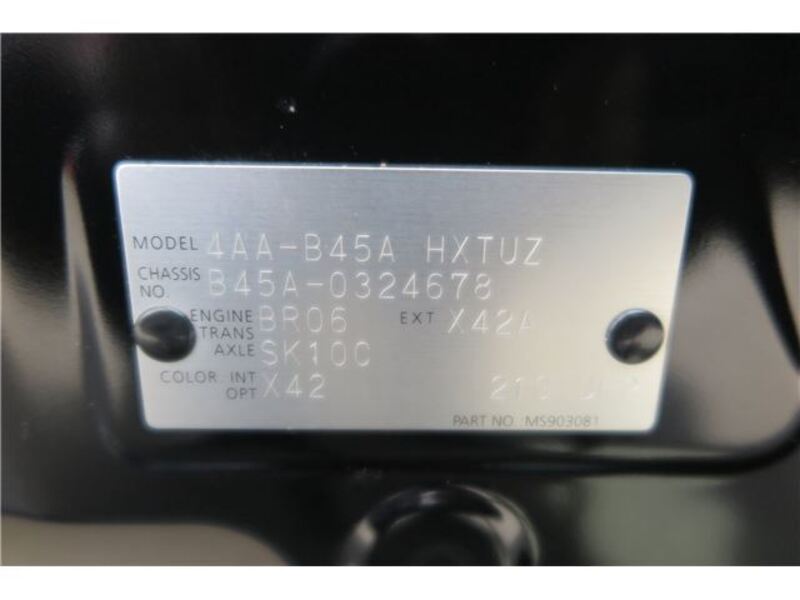 MODEL 4AA-B45A HXTUZ
CHASSIS NO. B45A-0324678
ENGINE BR06 EXT X42A
TRANS AXLE SK10C
COLOR INT
OPT X42
PART NO. MS903081